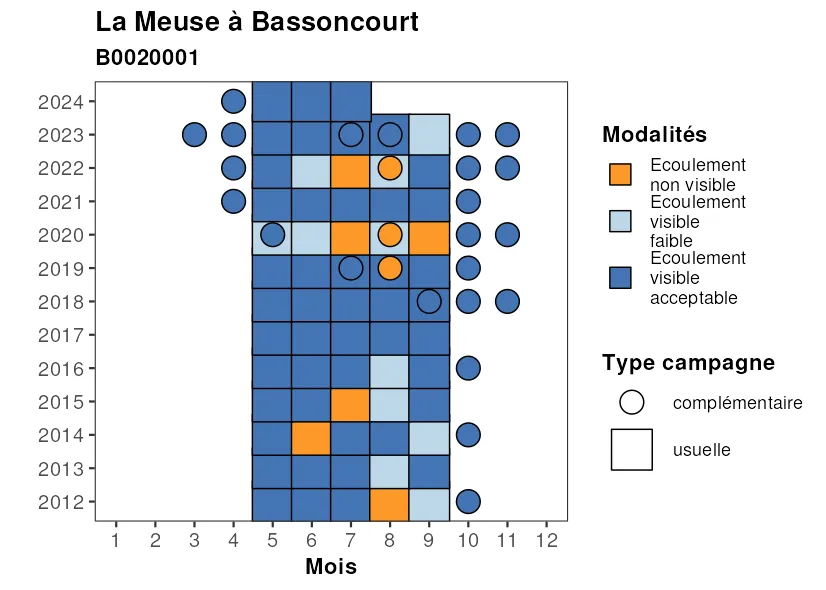 La Meuse à Bassoncourt
B0020001
2024
2023
2022
2021
2020
2019
2018
2017
2016
2015
2014
2013
2012
1 2 3 4 5 6 7 8 9 10 11 12
Mois
Modalités
Ecoulement
non visible
Ecoulement
visible
faible
Ecoulement
visible
acceptable
Type campagne
complémentaire
usuelle